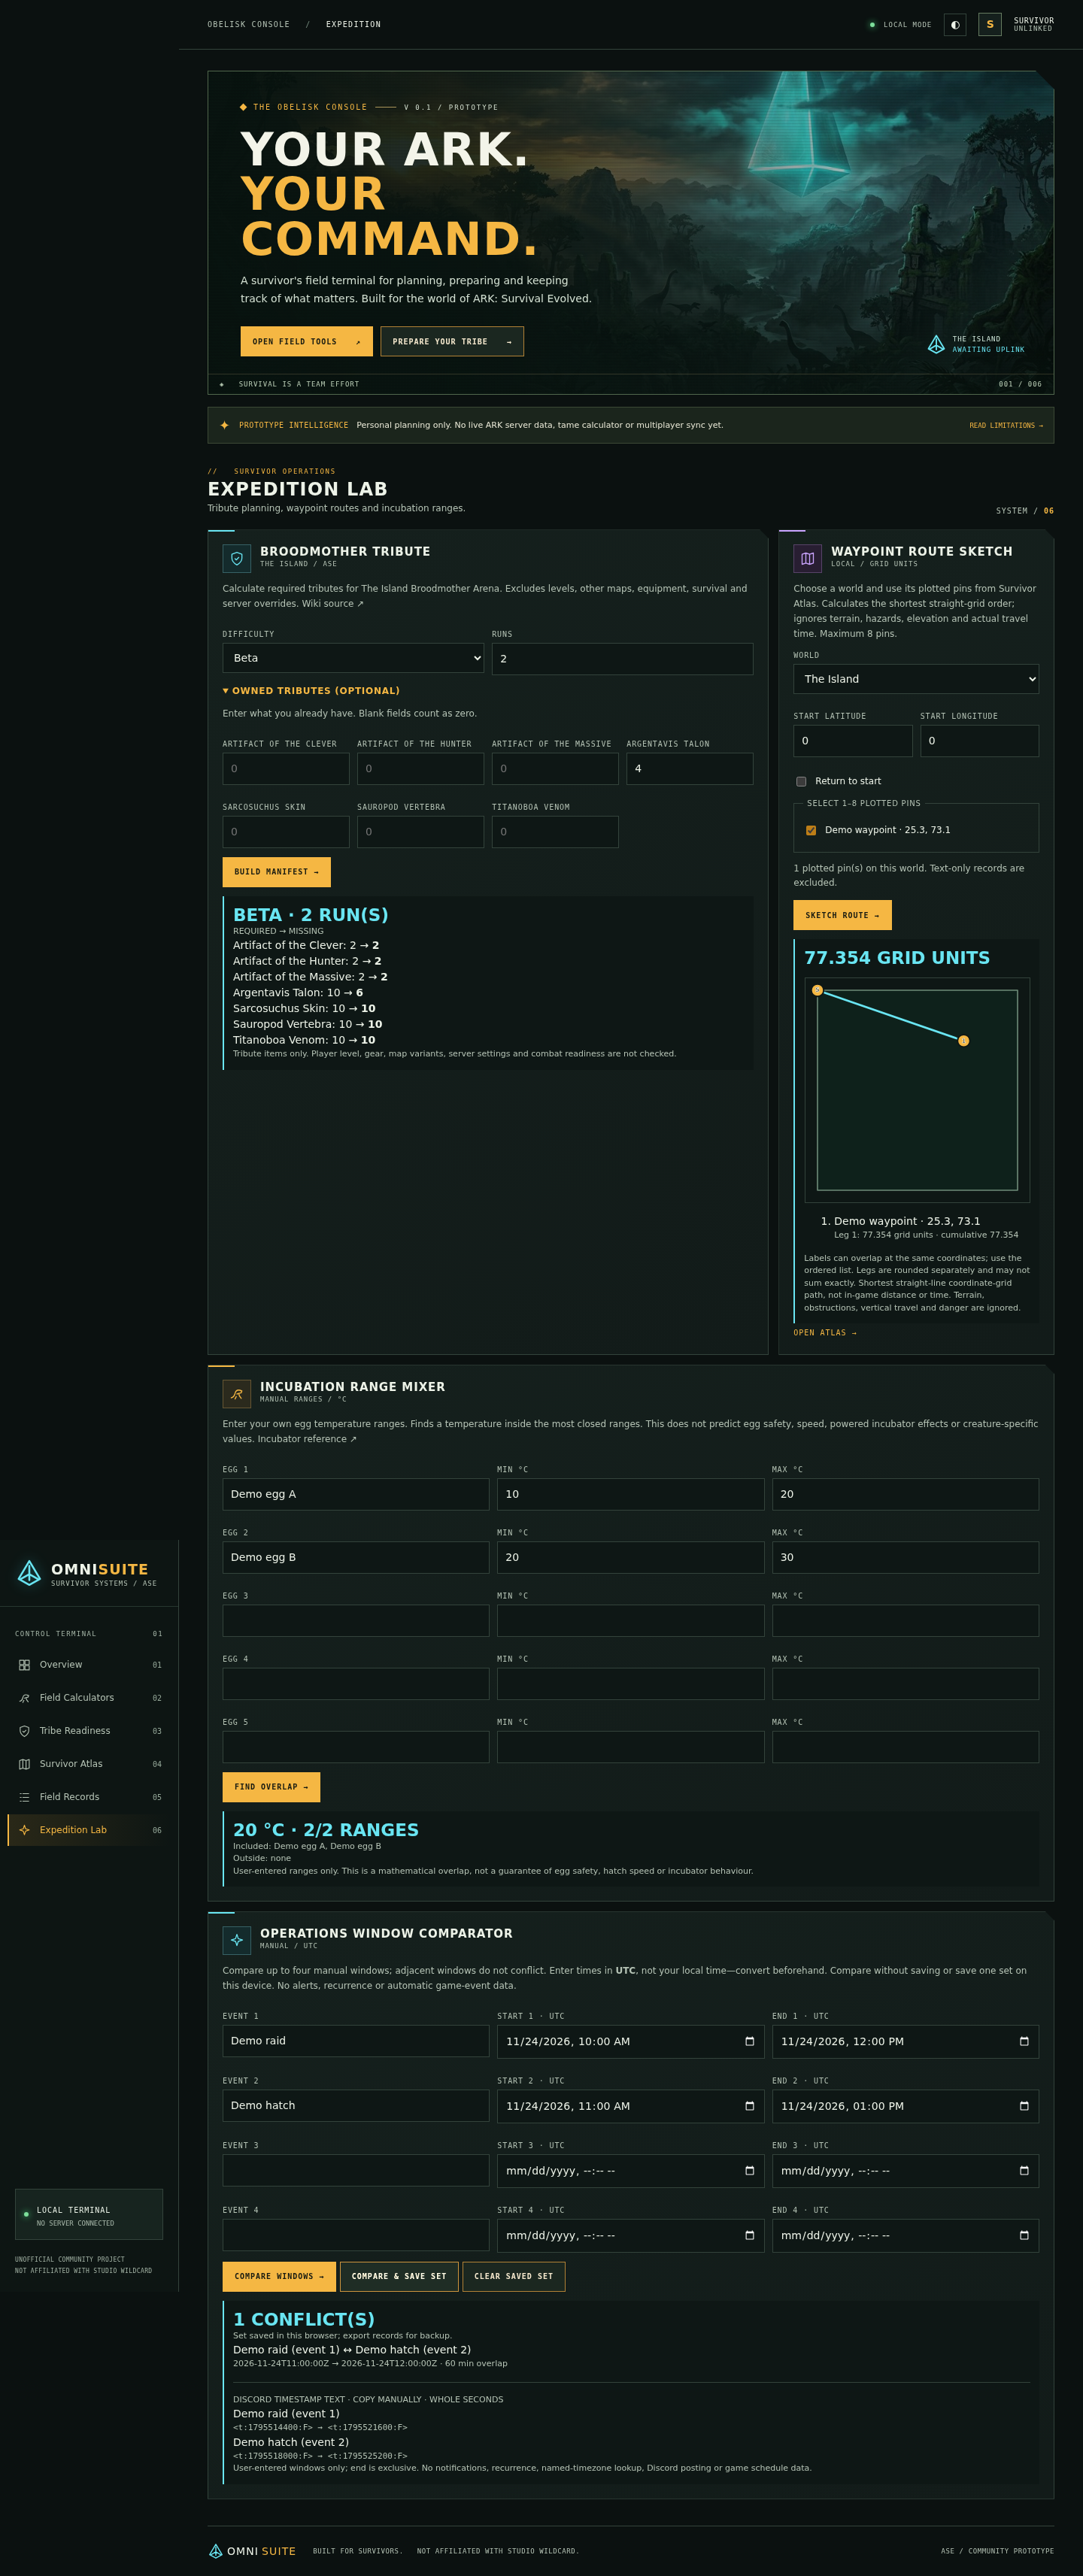 OBELISK CONSOLE / EXPEDITION
LOCAL MODE
S
SURVIVOR
UNLINKED
THE OBELISK CONSOLE
V 0.1 / PROTOTYPE
YOUR ARK.
YOUR
COMMAND.
A survivor's field terminal for planning, preparing and keeping
track of what matters. Built for the world of ARK: Survival Evolved.
OPEN FIELD TOOLS ↗
PREPARE YOUR TRIBE →
THE ISLAND
AWAITING UPLINK
SURVIVAL IS A TEAM EFFORT
001 / 006
PROTOTYPE INTELLIGENCE Personal planning only. No live ARK server data, tame calculator or multiplayer sync yet.
READ LIMITATIONS →
// SURVIVOR OPERATIONS
EXPEDITION LAB
Tribute planning, waypoint routes and incubation ranges.
SYSTEM / 06
BROODMOTHER TRIBUTE
THE ISLAND / ASE
Calculate required tributes for The Island Broodmother Arena. Excludes levels, other maps, equipment, survival and
server overrides. Wiki source ↗
DIFFICULTY
RUNS
Beta
2
▼ OWNED TRIBUTES (OPTIONAL)
Enter what you already have. Blank fields count as zero.
ARTIFACT OF THE CLEVER
ARTIFACT OF THE HUNTER
ARTIFACT OF THE MASSIVE
ARGENTAVIS TALON
0
0
0
4
SARCOSUCHUS SKIN
SAUROPOD VERTEBRA
TITANOBOA VENOM
0
0
0
BUILD MANIFEST →
BETA · 2 RUN(S)
REQUIRED → MISSING
Artifact of the Clever: 2 → 2
Artifact of the Hunter: 2 → 2
Artifact of the Massive: 2 → 2
Argentavis Talon: 10 → 6
Sarcosuchus Skin: 10 → 10
Sauropod Vertebra: 10 → 10
Titanoboa Venom: 10 → 10
Tribute items only. Player level, gear, map variants, server settings and combat readiness are not checked.
WAYPOINT ROUTE SKETCH
LOCAL / GRID UNITS
Choose a world and use its plotted pins from Survivor
Atlas. Calculates the shortest straight-grid order;
ignores terrain, hazards, elevation and actual travel
time. Maximum 8 pins.
WORLD
The Island
START LATITUDE
START LONGITUDE
0
0
Return to start
SELECT 1–8 PLOTTED PINS
Demo waypoint · 25.3, 73.1
1 plotted pin(s) on this world. Text-only records are
excluded.
SKETCH ROUTE →
77.354 GRID UNITS
1. Demo waypoint · 25.3, 73.1
Leg 1: 77.354 grid units · cumulative 77.354
Labels can overlap at the same coordinates; use the
ordered list. Legs are rounded separately and may not
sum exactly. Shortest straight-line coordinate-grid
path, not in-game distance or time. Terrain,
obstructions, vertical travel and danger are ignored.
OPEN ATLAS →
INCUBATION RANGE MIXER
MANUAL RANGES / °C
Enter your own egg temperature ranges. Finds a temperature inside the most closed ranges. This does not predict egg safety, speed, powered incubator effects or creature-specific
values. Incubator reference ↗
EGG 1
MIN °C
MAX °C
Demo egg A
10
20
EGG 2
MIN °C
MAX °C
Demo egg B
20
30
EGG 3
MIN °C
MAX °C
EGG 4
MIN °C
MAX °C
EGG 5
MIN °C
MAX °C
FIND OVERLAP →
20 °C · 2/2 RANGES
Included: Demo egg A, Demo egg B
Outside: none
User-entered ranges only. This is a mathematical overlap, not a guarantee of egg safety, hatch speed or incubator behaviour.
OMNISUITE
SURVIVOR SYSTEMS / ASE
CONTROL TERMINAL 01
Overview 01
Field Calculators 02
Tribe Readiness 03
Survivor Atlas 04
Field Records 05
Expedition Lab 06
LOCAL TERMINAL
NO SERVER CONNECTED
UNOFFICIAL COMMUNITY PROJECT
NOT AFFILIATED WITH STUDIO WILDCARD
OPERATIONS WINDOW COMPARATOR
MANUAL / UTC
Compare up to four manual windows; adjacent windows do not conflict. Enter times in UTC, not your local time—convert beforehand. Compare without saving or save one set on
this device. No alerts, recurrence or automatic game-event data.
EVENT 1
START 1 · UTC
END 1 · UTC
Demo raid
11/24/2026, 10:00 AM
11/24/2026, 12:00 PM
EVENT 2
START 2 · UTC
END 2 · UTC
Demo hatch
11/24/2026, 11:00 AM
11/24/2026, 01:00 PM
EVENT 3
START 3 · UTC
END 3 · UTC
mm/dd/yyyy, --:-- --
mm/dd/yyyy, --:-- --
EVENT 4
START 4 · UTC
END 4 · UTC
mm/dd/yyyy, --:-- --
mm/dd/yyyy, --:-- --
COMPARE WINDOWS →
COMPARE & SAVE SET
CLEAR SAVED SET
1 CONFLICT(S)
Set saved in this browser; export records for backup.
Demo raid (event 1) ↔ Demo hatch (event 2)
2026-11-24T11:00:00Z → 2026-11-24T12:00:00Z · 60 min overlap
DISCORD TIMESTAMP TEXT · COPY MANUALLY · WHOLE SECONDS
Demo raid (event 1)
<t:1795514400:F> → <t:1795521600:F>
Demo hatch (event 2)
<t:1795518000:F> → <t:1795525200:F>
User-entered windows only; end is exclusive. No notifications, recurrence, named-timezone lookup, Discord posting or game schedule data.
OMNI SUITE
BUILT FOR SURVIVORS. NOT AFFILIATED WITH STUDIO WILDCARD.
ASE / COMMUNITY PROTOTYPE